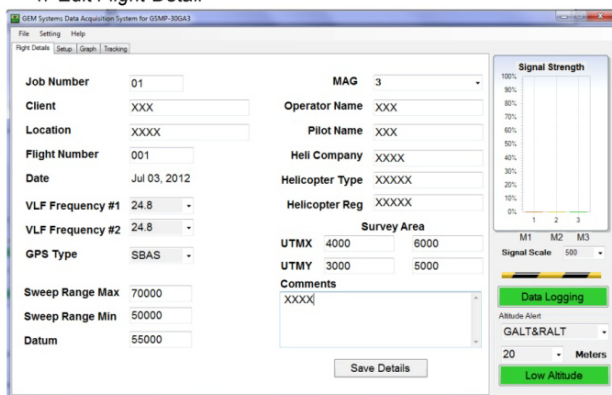 4. Edit Flight Detail
GEM Systems Data Acquisition System for GSMP-30GA3
File Setting Help
Flight Details Setup Graph Tracking
Job Number 01
Client XXX
Location XXXX
Flight Number 001
Date Jul 03, 2012
VLF Frequency #1 24.8
VLF Frequency #2 24.8
GPS Type SBAS
Sweep Range Max 70000
Sweep Range Min 50000
Datum 55000
MAG 3
Operator Name XXX
Pilot Name XXX
Heli Company XXXX
Helicopter Type XXXXX
Helicopter Reg XXXXX
Survey Area
UTMX 4000 6000
UTMY 3000 5000
Comments
XXXX
Save Details
Signal Strength
100%
90%
80%
70%
60%
50%
40%
30%
20%
10%
0%
1 2 3
M1 M2 M3
Signal Scale 500
Data Logging
Altitude Alert
GALT&RALT
20 Meters
Low Altitude